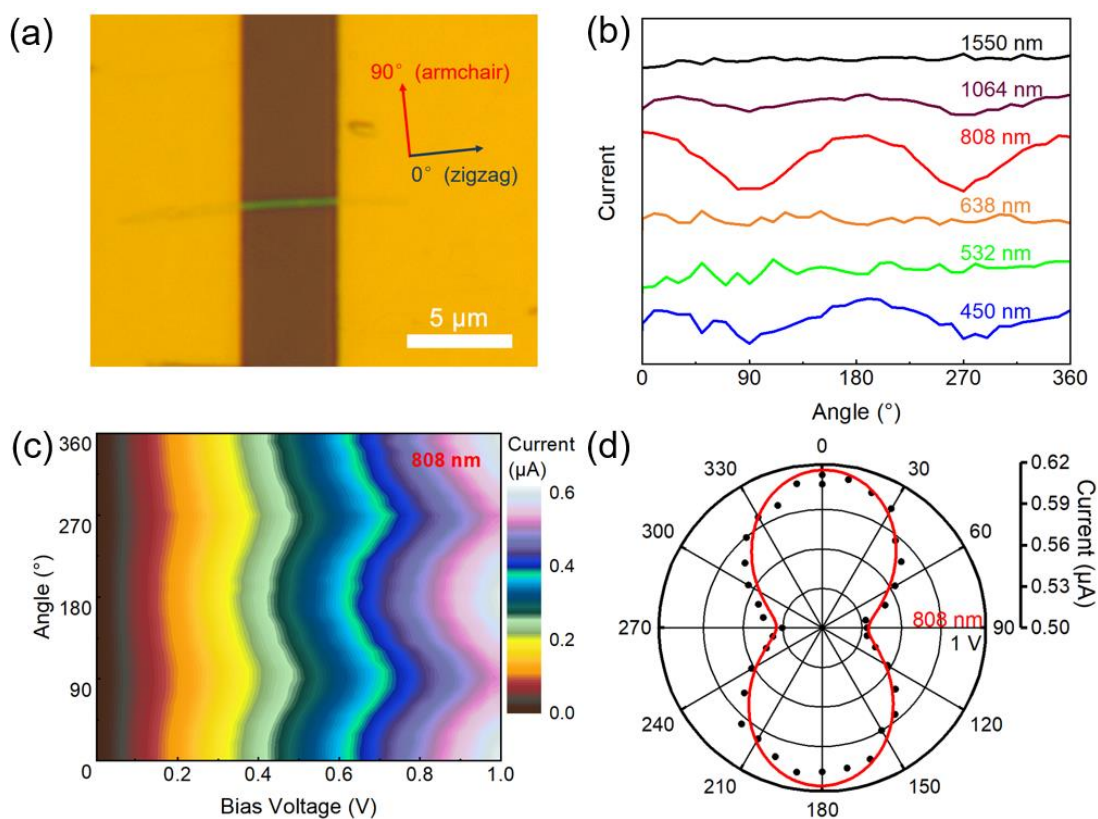 (a)
90° (armchair)
0° (zigzag)
5 μm
(b)
1550 nm
1064 nm
808 nm
638 nm
532 nm
450 nm
Current
0 90 180 270 360
Angle (°)
(c)
808 nm
Current
(μA)
0.6
0.4
0.2
0.0
360
270
180
90
0
Angle (°)
0.2 0.4 0.6 0.8 1.0
Bias Voltage (V)
(d)
0
30
60
90
120
150
180
210
240
270
300
330
808 nm
1 V
0.62
0.59
0.56
0.53
0.50
Current (μA)